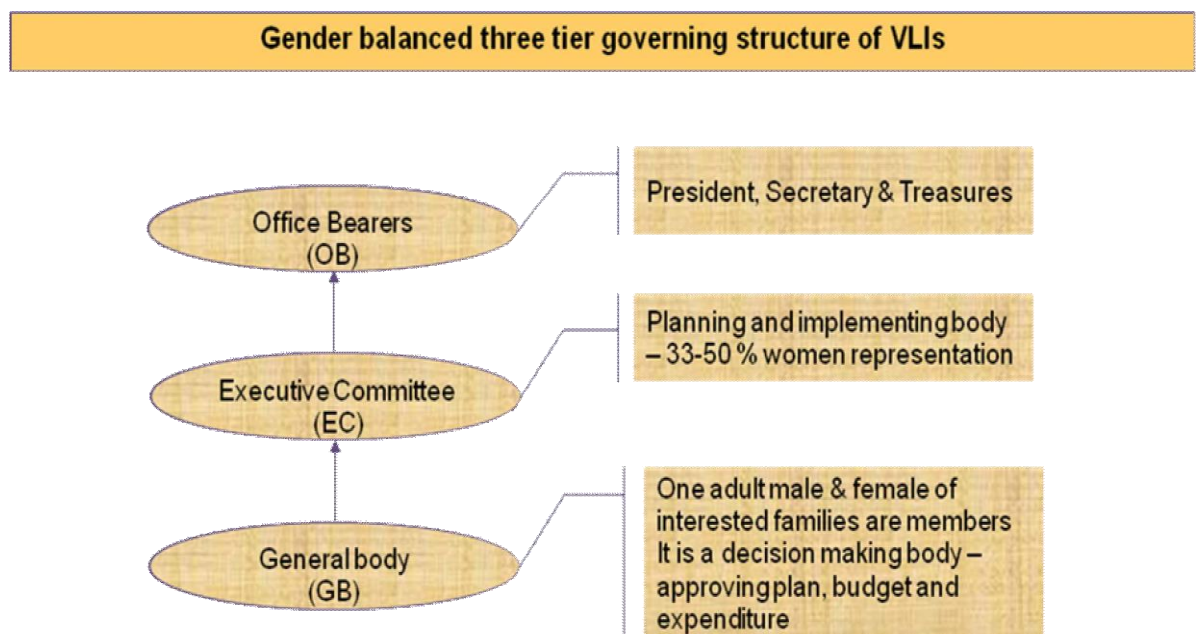 Gender balanced three tier governing structure of VLIs
Office Bearers
(OB)
President, Secretary & Treasures
Executive Committee
(EC)
Planning and implementing body
– 33-50 % women representation
General body
(GB)
One adult male & female of
interested families are members
It is a decision making body –
approving plan, budget and
expenditure